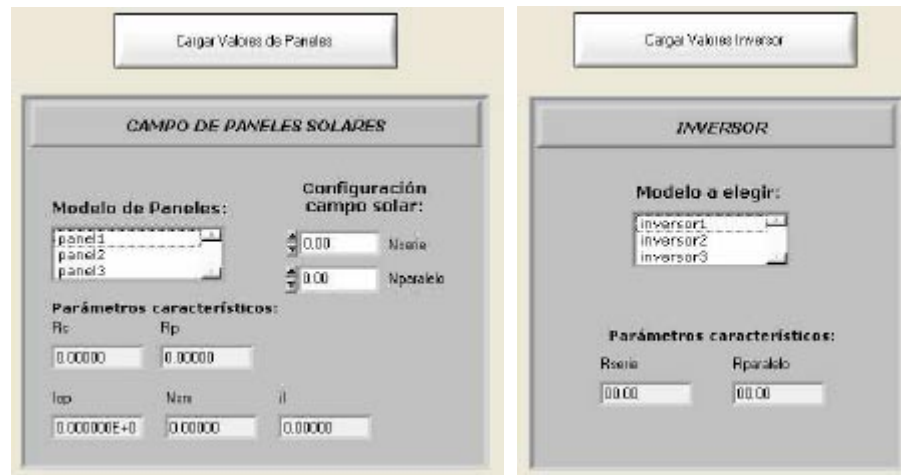 Cargar Valores de Paneles
CAMPO DE PANELES SOLARES
Modelo de Paneles:
panel1
panel2
panel3
Configuración
campo solar:
0.00 Nserie
0.00 Nparalelo
Parámetros característicos:
Rs Rp
0.00000 0.00000
il
0.000000E+0 0.00000 0.00000
Cargar Valores Inversor
INVERSOR
Modelo a elegir:
inversor1
inversor2
inversor3
Parámetros característicos:
Rserie Rparalelo
00.00 00.00